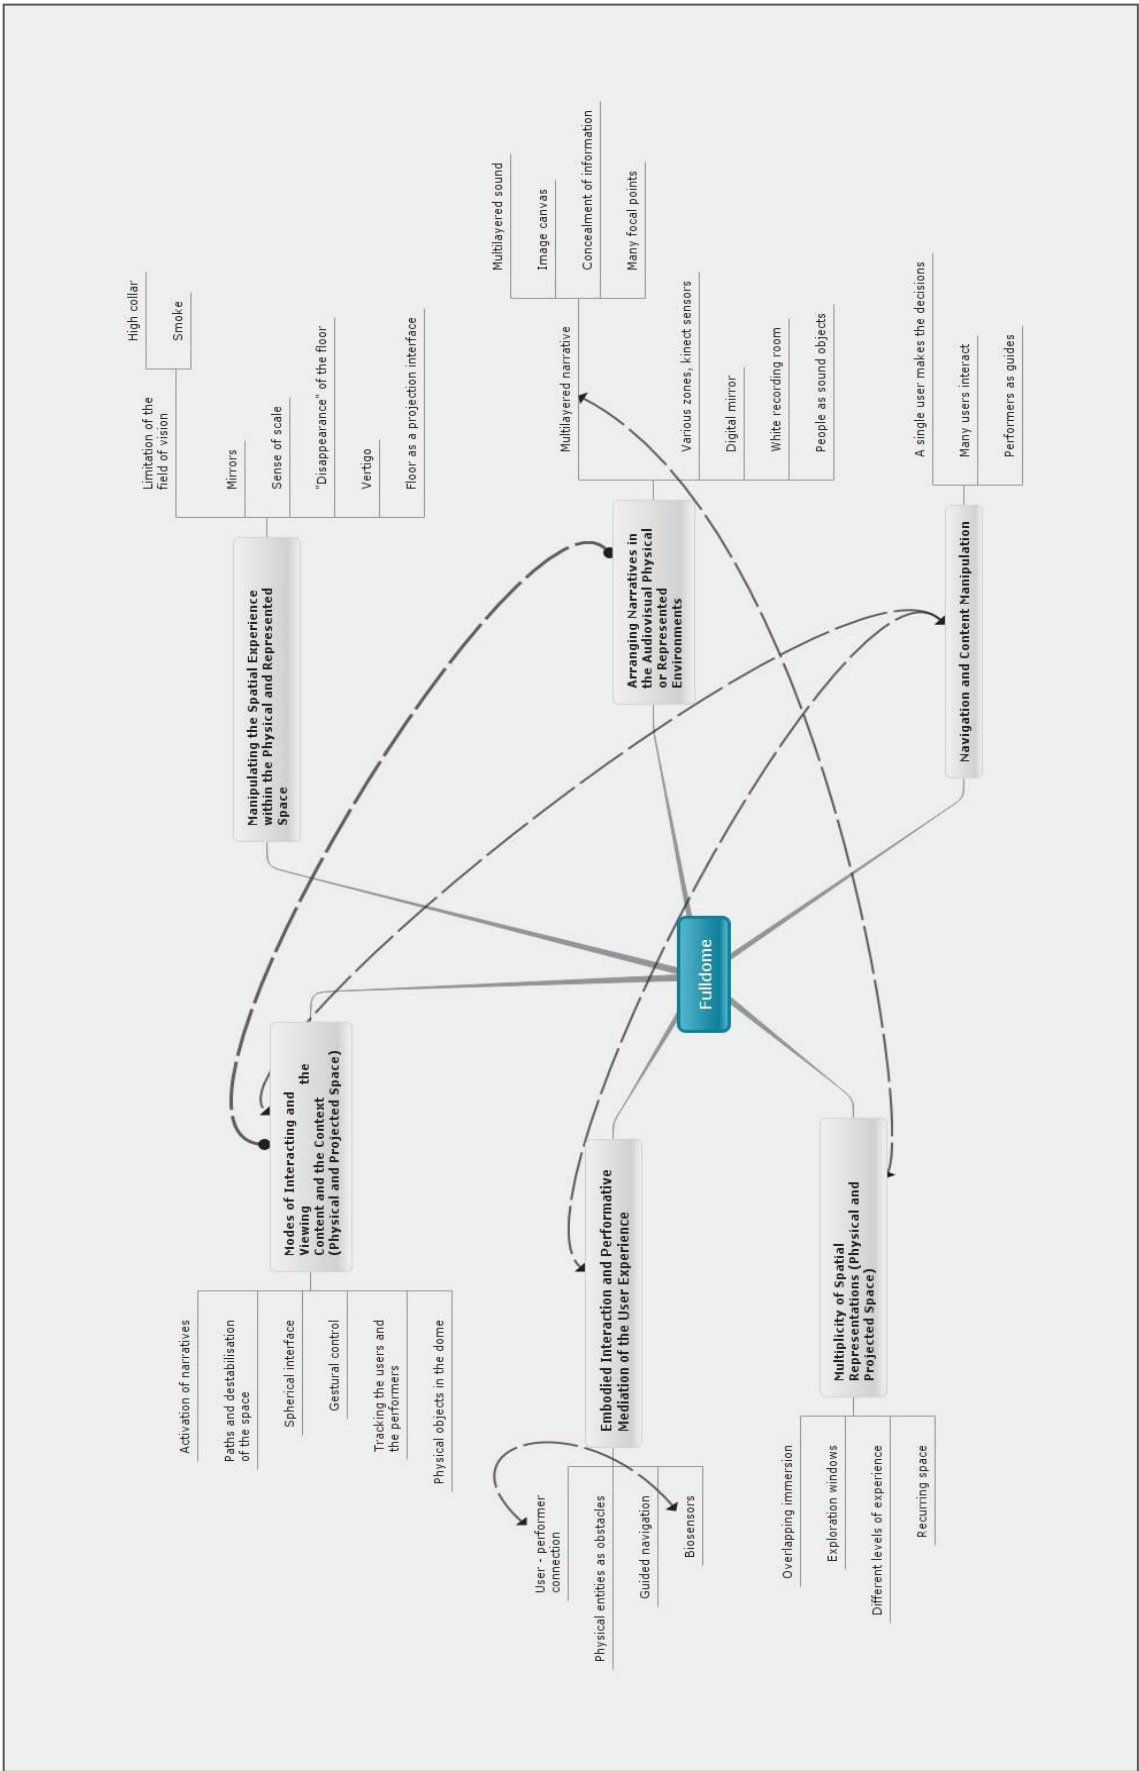 Fulldome
Manipulating the Spatial Experience
within the Physical and Represented
Space
Limitation of the
field of vision
High collar
Smoke
Mirrors
Sense of scale
"Disappearance" of the floor
Vertigo
Floor as a projection interface
Arranging Narratives in
the Audiovisual Physical
or Represented
Environments
Multilayered narrative
Multilayered sound
Image canvas
Concealment of information
Many focal points
Various zones, kinect sensors
Digital mirror
White recording room
People as sound objects
Navigation and Content Manipulation
A single user makes the decisions
Many users interact
Performers as guides
Modes of Interacting and
Viewing the
Content and the Context
(Physical and Projected Space)
Activation of narratives
Paths and destabilisation
of the space
Spherical interface
Gestural control
Tracking the users and
the performers
Physical objects in the dome
Embodied Interaction and Performative
Mediation of the User Experience
User - performer
connection
Physical entities as obstacles
Guided navigation
Biosensors
Multiplicity of Spatial
Representations (Physical and
Projected Space)
Overlapping immersion
Exploration windows
Different levels of experience
Recurring space